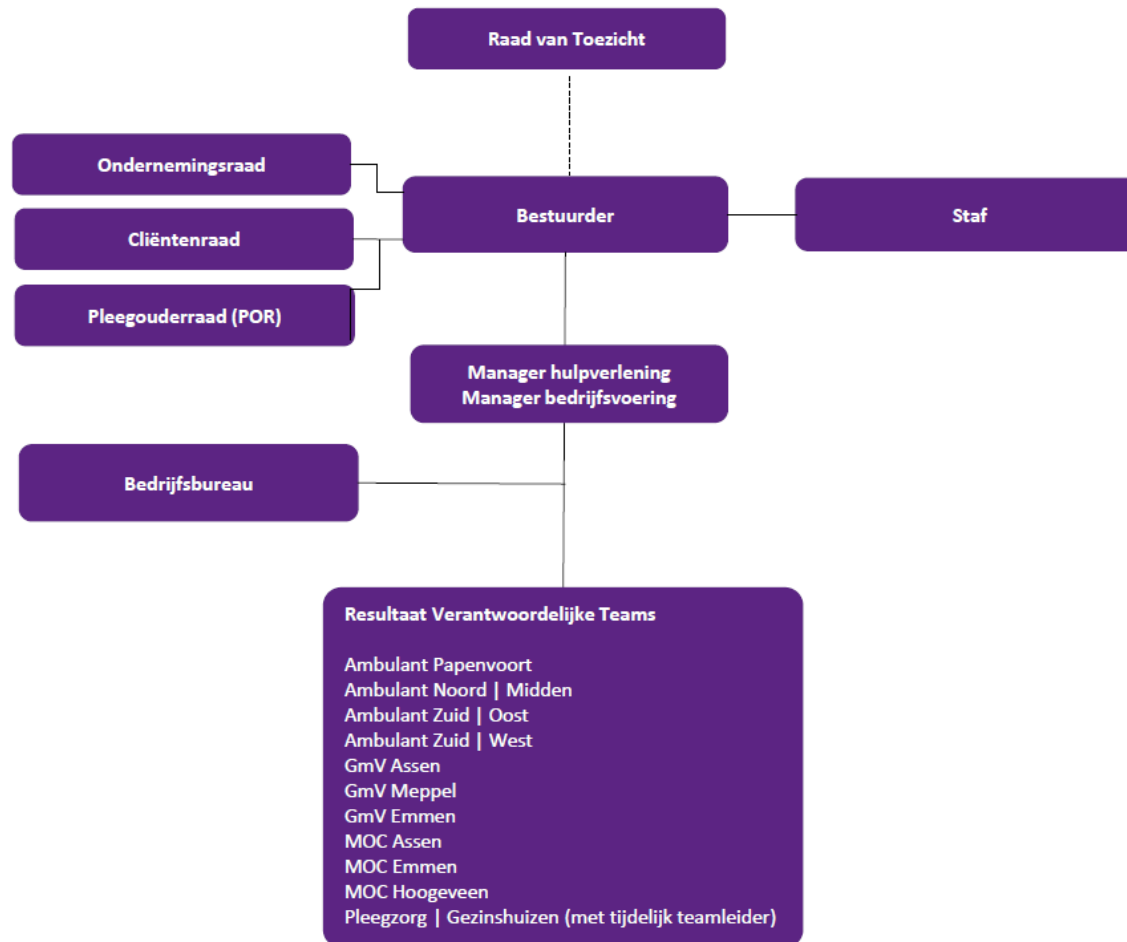 Raad van Toezicht
Ondernemingsraad
Bestuurder
Staf
Cliëntenraad
Pleegouderraad (POR)
Manager hulpverlening
Manager bedrijfsvoering
Bedrijfsbureau
Resultaat Verantwoordelijke Teams
Ambulant Papenvoort
Ambulant Noord | Midden
Ambulant Zuid | Oost
Ambulant Zuid | West
GmV Assen
GmV Meppel
GmV Emmen
MOC Assen
MOC Emmen
MOC Hoogeveen
Pleegzorg | Gezinshuizen (met tijdelijk teamleider)